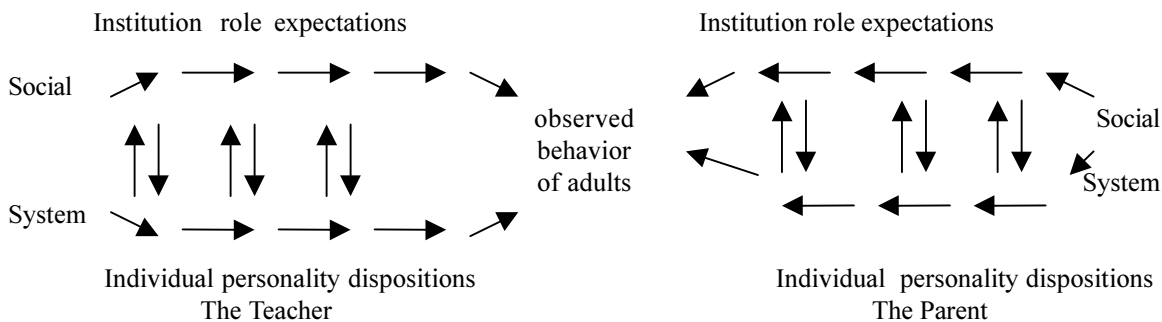 Institution role expectations
Institution role expectations
Social
System
observed
behavior
of adults
Social
System
Individual personality dispositions
The Teacher
Individual personality dispositions
The Parent